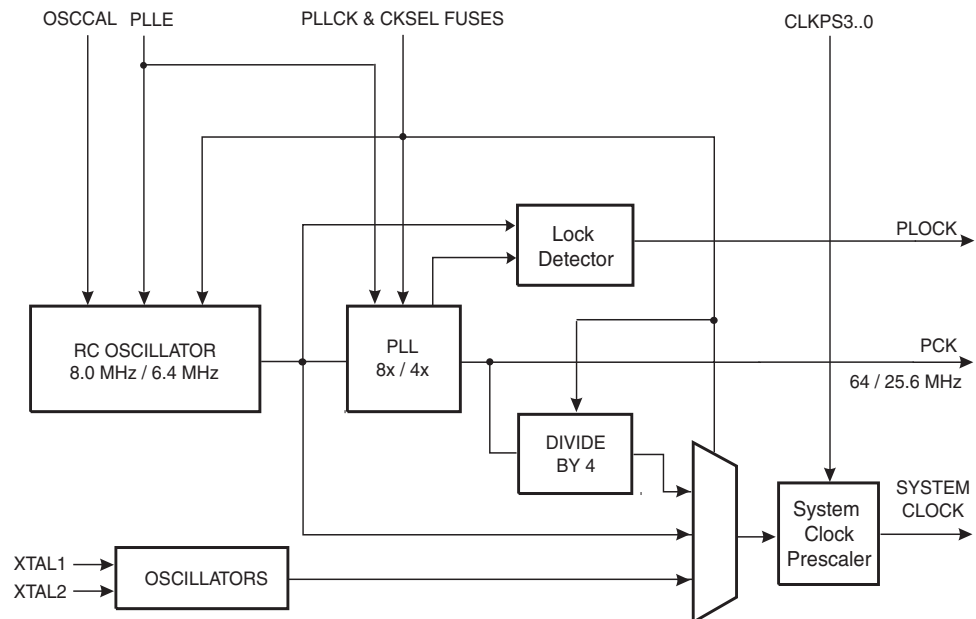 OSCCAL
PLLE
PLLCK & CKSEL FUSES
CLKPS3..0
Lock
Detector
PLOCK
RC OSCILLATOR
8.0 MHz / 6.4 MHz
PLL
8x / 4x
PCK
64 / 25.6 MHz
DIVIDE
BY 4
SYSTEM
CLOCK
System
Clock
Prescaler
XTAL1
XTAL2
OSCILLATORS